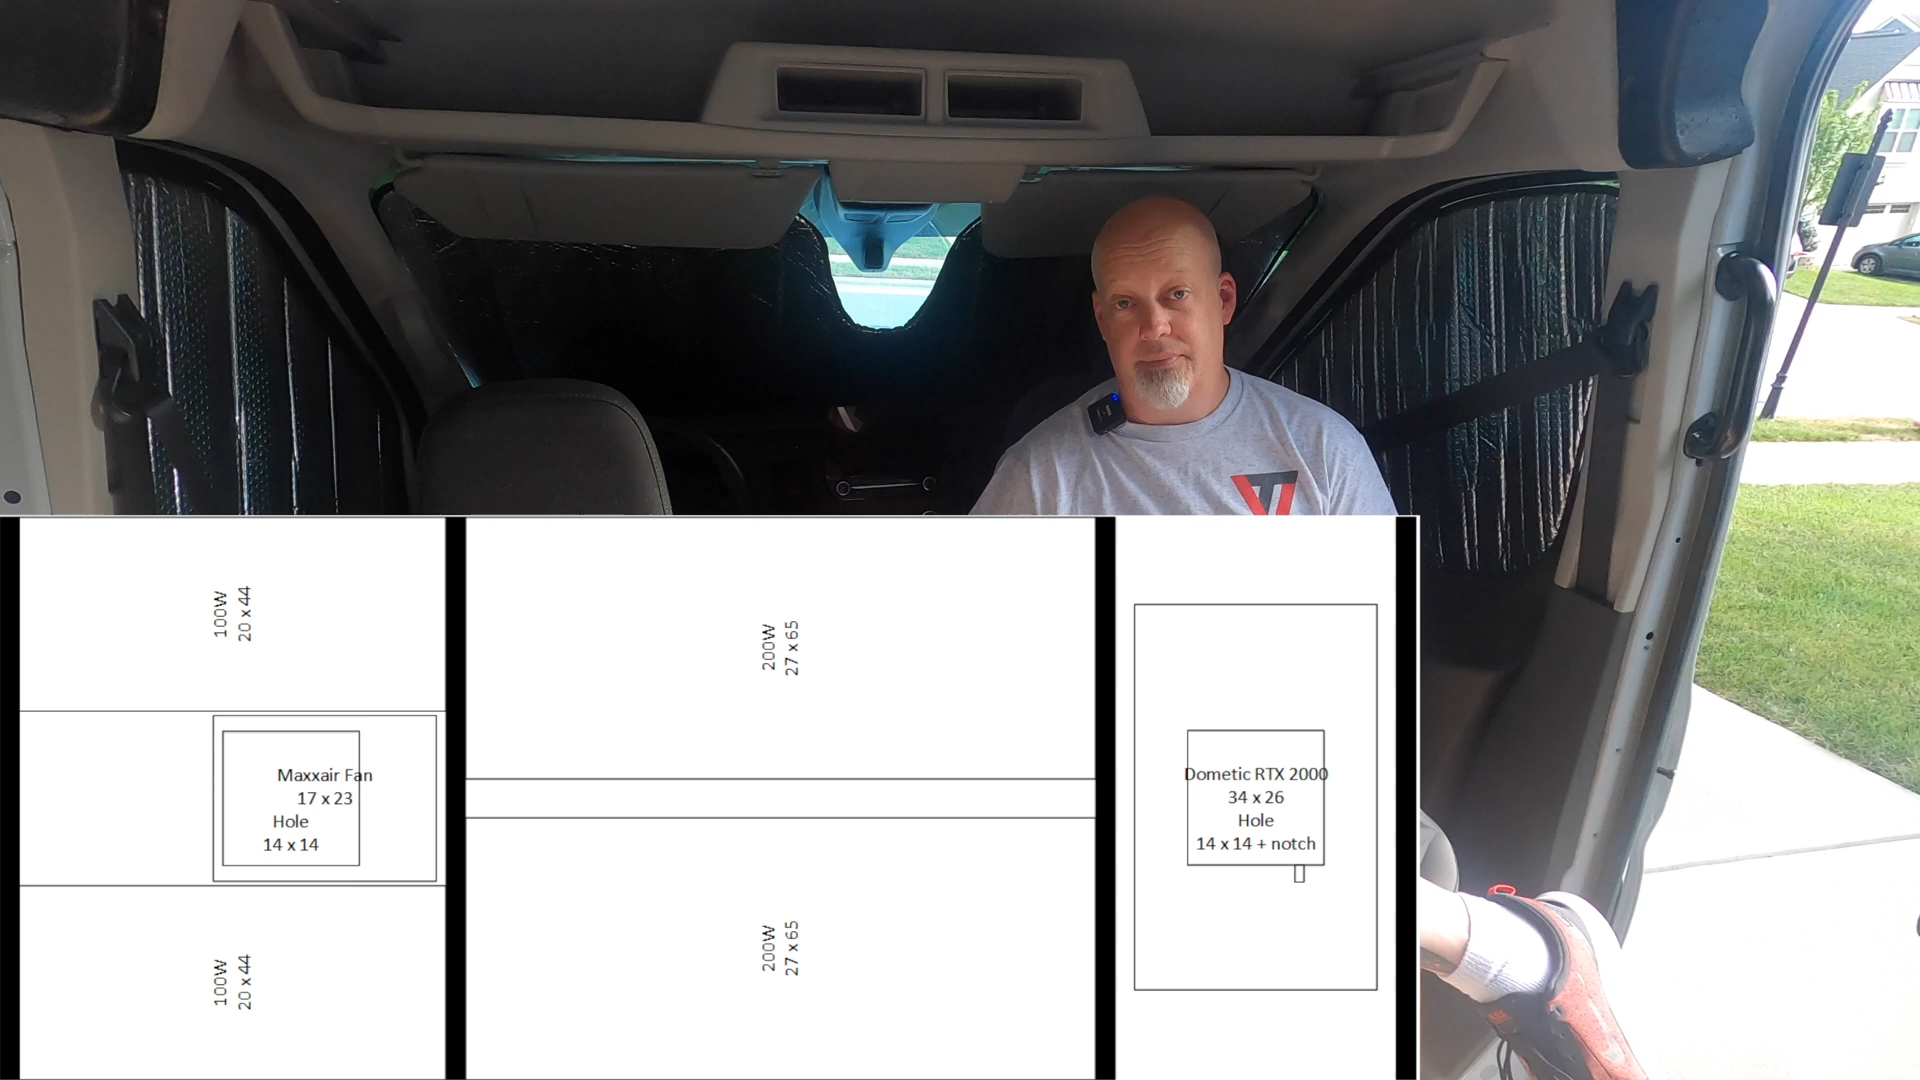 100W
20 x 44
Maxxair Fan
17 x 23
Hole
14 x 14
100W
20 x 44
200W
27 x 65
200W
27 x 65
Dometic RTX 2000
34 x 26
Hole
14 x 14 + notch